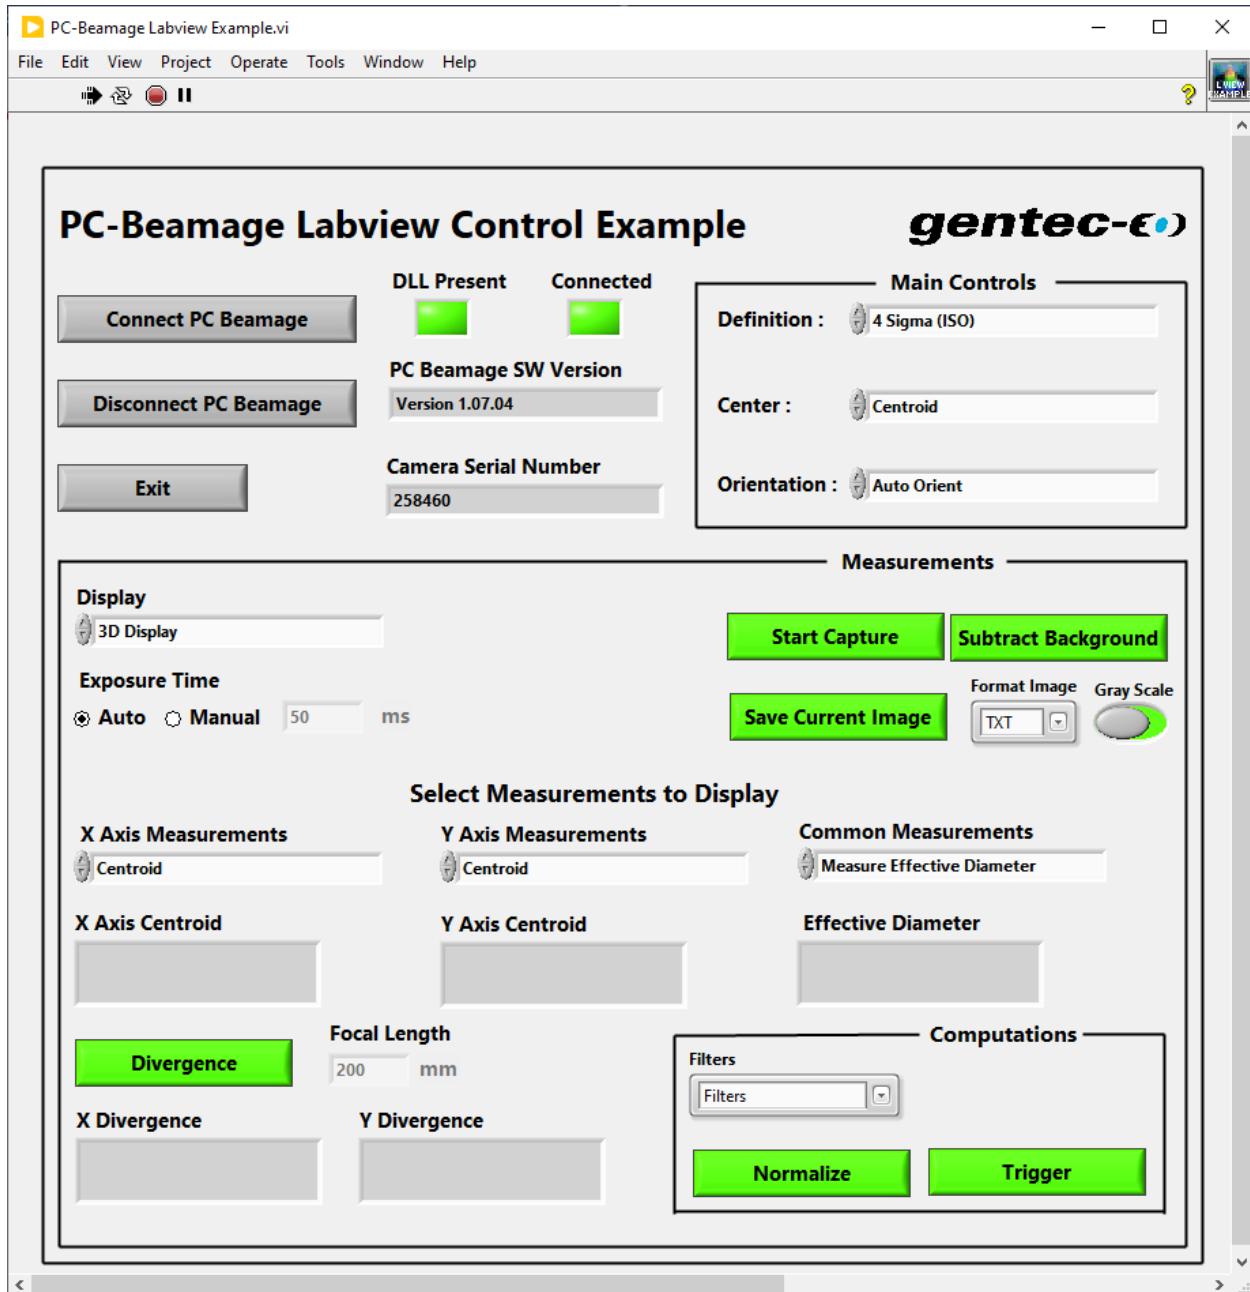 PC-Beamage Labview Example.vi
File Edit View Project Operate Tools Window Help
L VIEW
EXAMPLE
PC-Beamage Labview Control Example
gentec-eo
DLL Present Connected
Main Controls
Connect PC Beamage
Definition : 4 Sigma (ISO)
PC Beamage SW Version
Disconnect PC Beamage
Version 1.07.04
Center : Centroid
Camera Serial Number
Exit
258460
Orientation : Auto Orient
Measurements
Display
3D Display
Start Capture Subtract Background
Exposure Time
Auto Manual 50 ms
Save Current Image
Format Image Gray Scale
TXT
Select Measurements to Display
X Axis Measurements Y Axis Measurements Common Measurements
Centroid Centroid Measure Effective Diameter
X Axis Centroid Y Axis Centroid Effective Diameter
Divergence
Focal Length
200 mm
Computations
Filters
Filters
X Divergence Y Divergence
Normalize Trigger